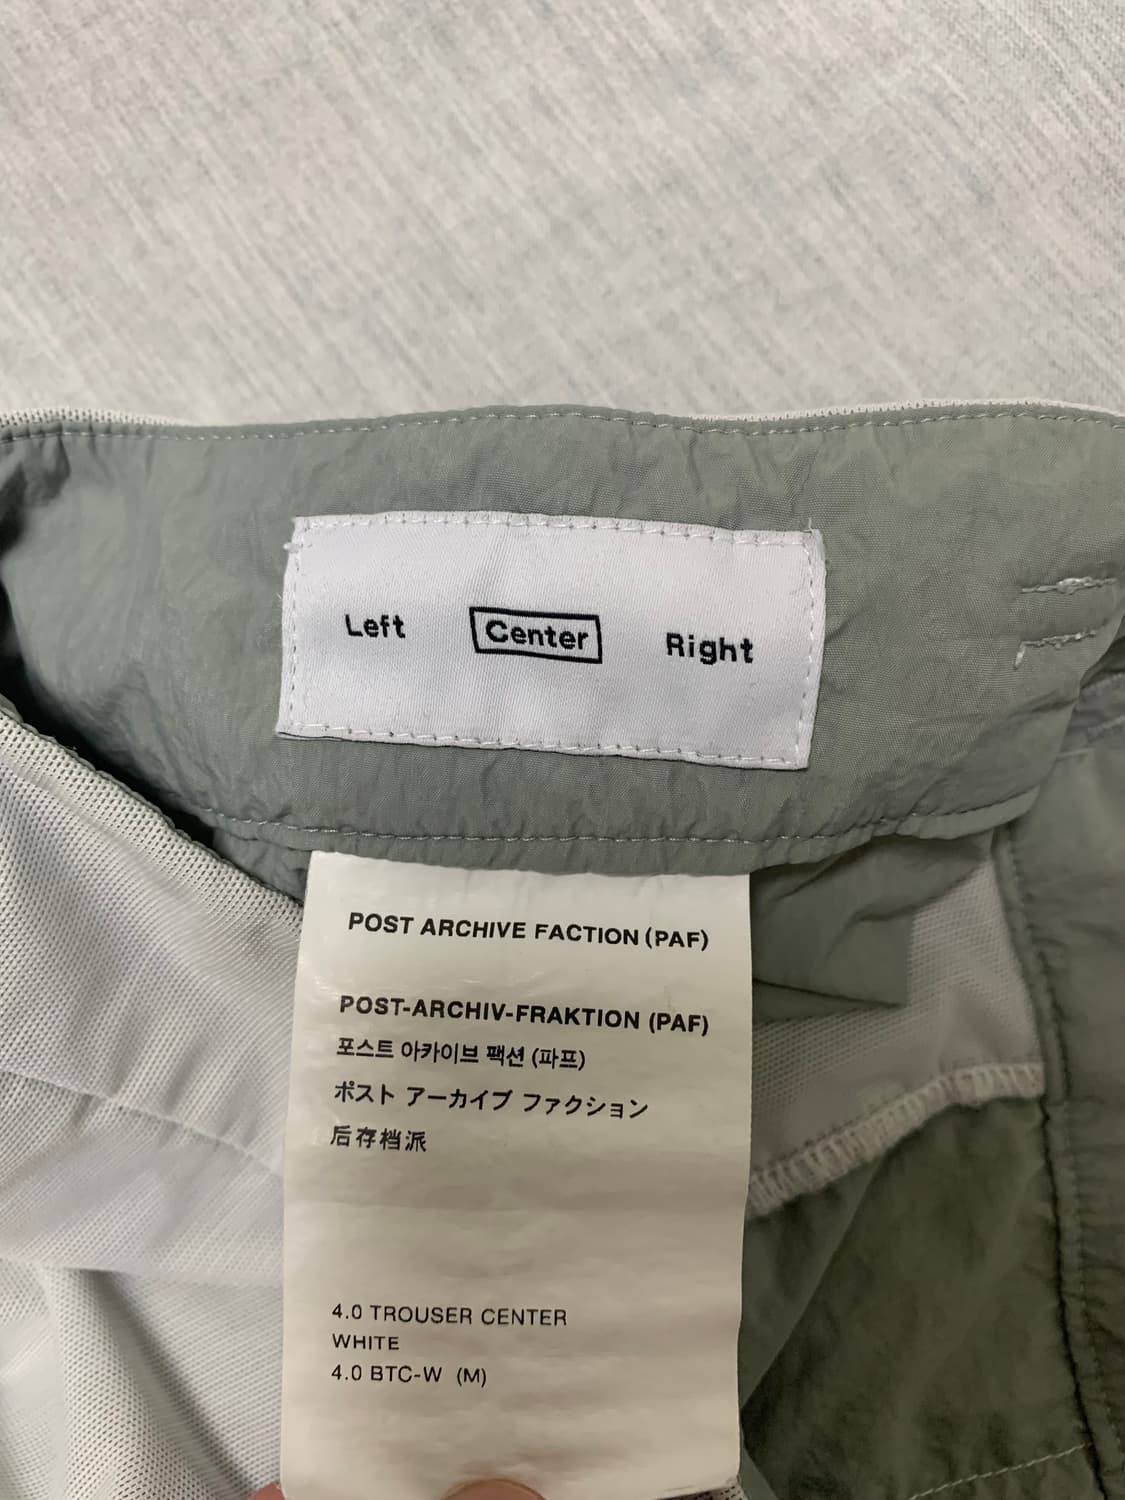 Left Center Right
POST ARCHIVE FACTION (PAF)
POST-ARCHIV-FRAKTION (PAF)
포스트 아카이브 팩션 (파프)
ポスト アーカイブ ファクション
后存档派
4.0 TROUSER CENTER
WHITE
4.0 BTC-W (M)